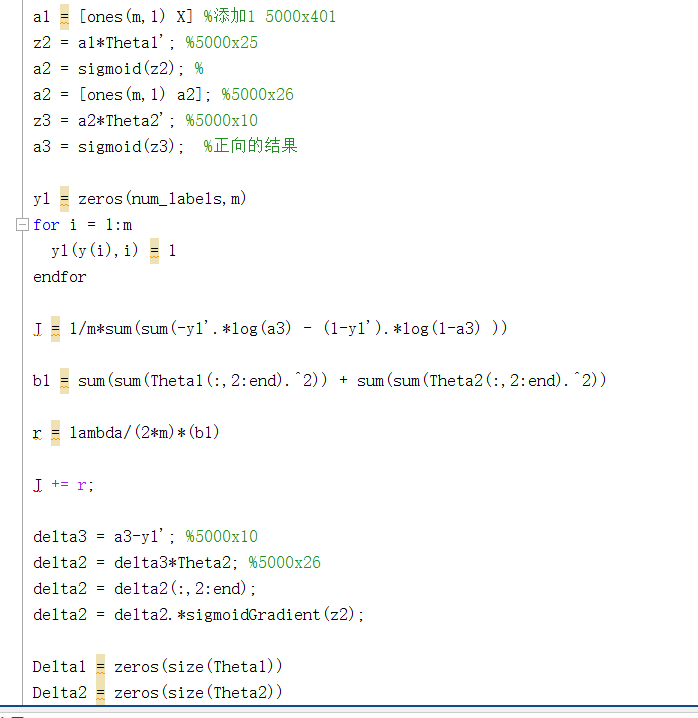 a1 = [ones(m,1) X] %添加1 5000x401
z2 = a1*Theta1'; %5000x25
a2 = sigmoid(z2); %
a2 = [ones(m,1) a2]; %5000x26
z3 = a2*Theta2'; %5000x10
a3 = sigmoid(z3);  %正向的结果
y1 = zeros(num_labels,m)
for i = 1:m
y1(y(i),i) = 1
endfor
J = 1/m*sum(sum(-y1'.*log(a3) - (1-y1').*log(1-a3) ))
b1 = sum(sum(Theta1(:,2:end).^2)) + sum(sum(Theta2(:,2:end).^2))
r = lambda/(2*m)*(b1)
J += r;
delta3 = a3-y1'; %5000x10
delta2 = delta3*Theta2; %5000x26
delta2 = delta2(:,2:end);
delta2 = delta2.*sigmoidGradient(z2);
Delta1 = zeros(size(Theta1))
Delta2 = zeros(size(Theta2))